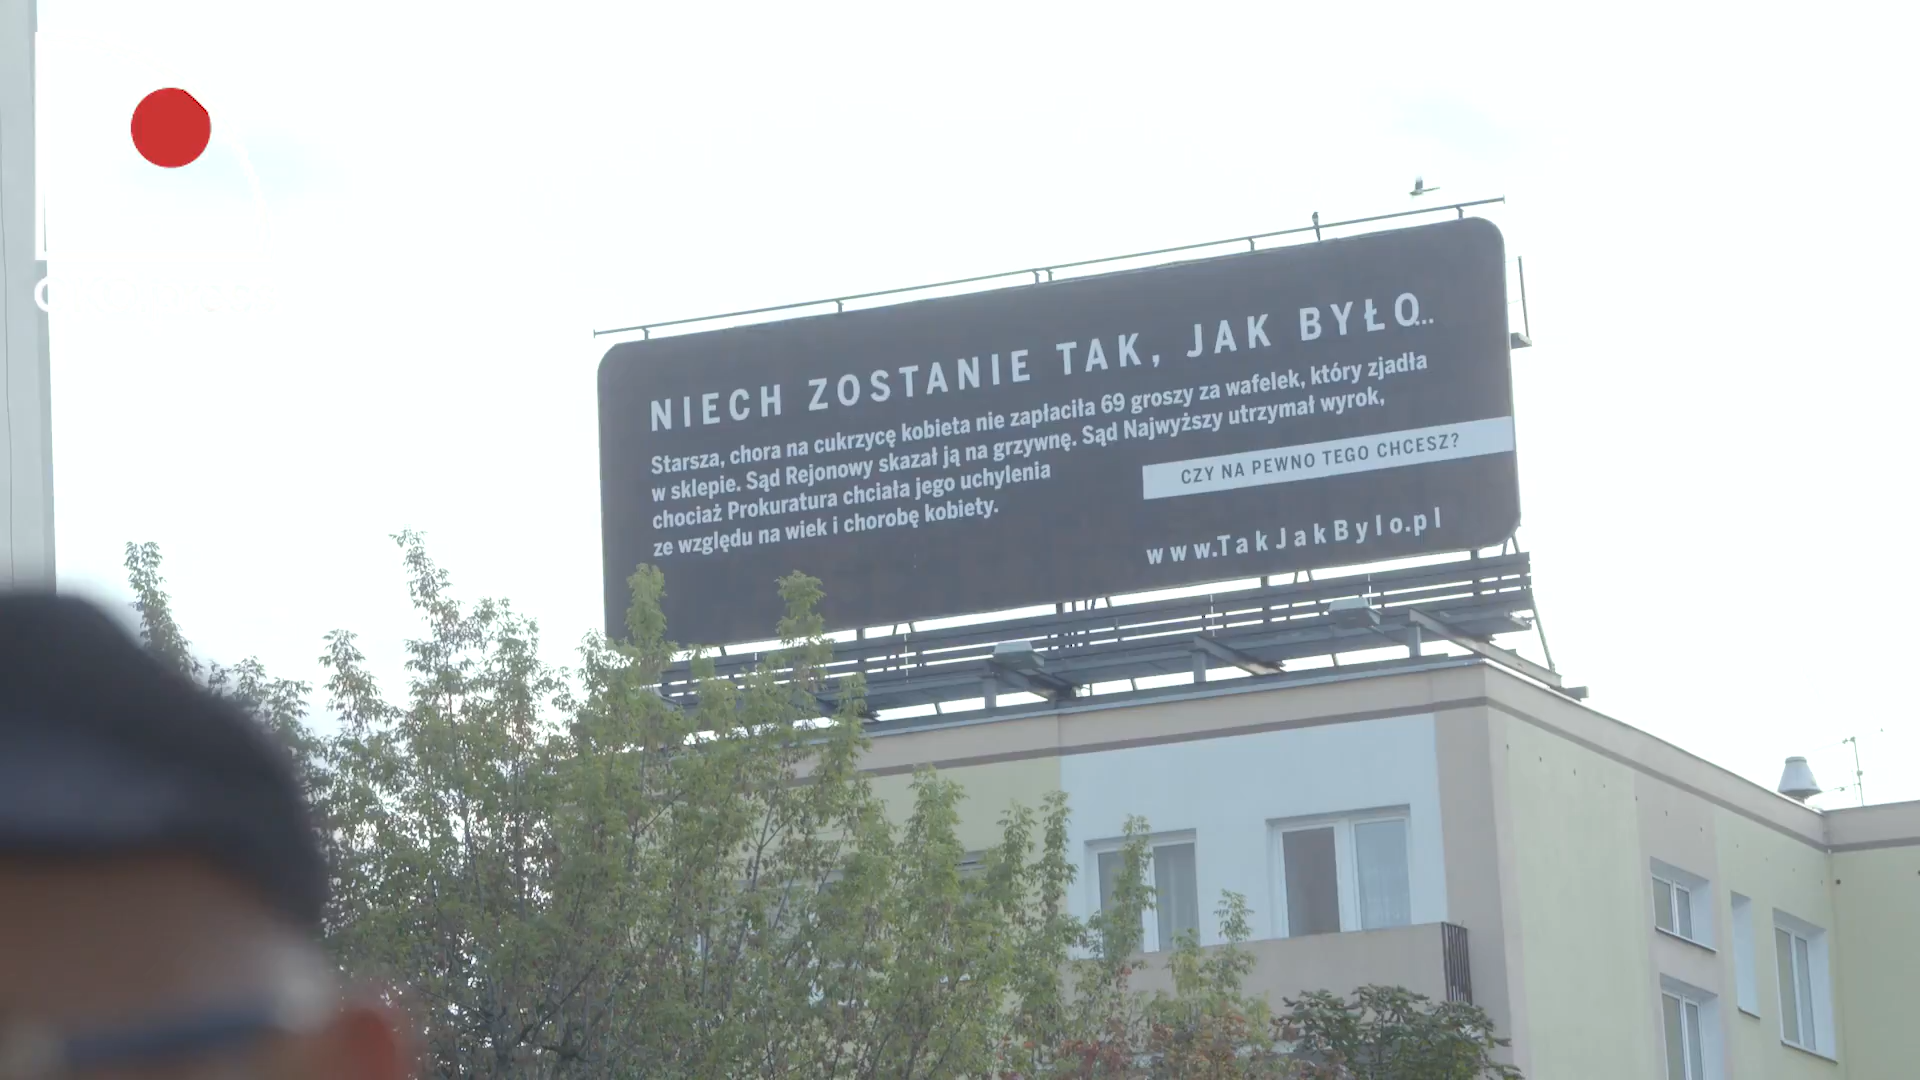 NIECH ZOSTANIE TAK, JAK BYŁO...
Starsza, chora na cukrzycę kobieta nie zapłaciła 69 groszy za wafelek, który zjadła
w sklepie. Sąd Rejonowy skazał ją na grzywnę. Sąd Najwyższy utrzymał wyrok,
chociaż Prokuratura chciała jego uchylenia
ze względu na wiek i chorobę kobiety.
CZY NA PEWNO TEGO CHCESZ?
www.TakJakBylo.pl